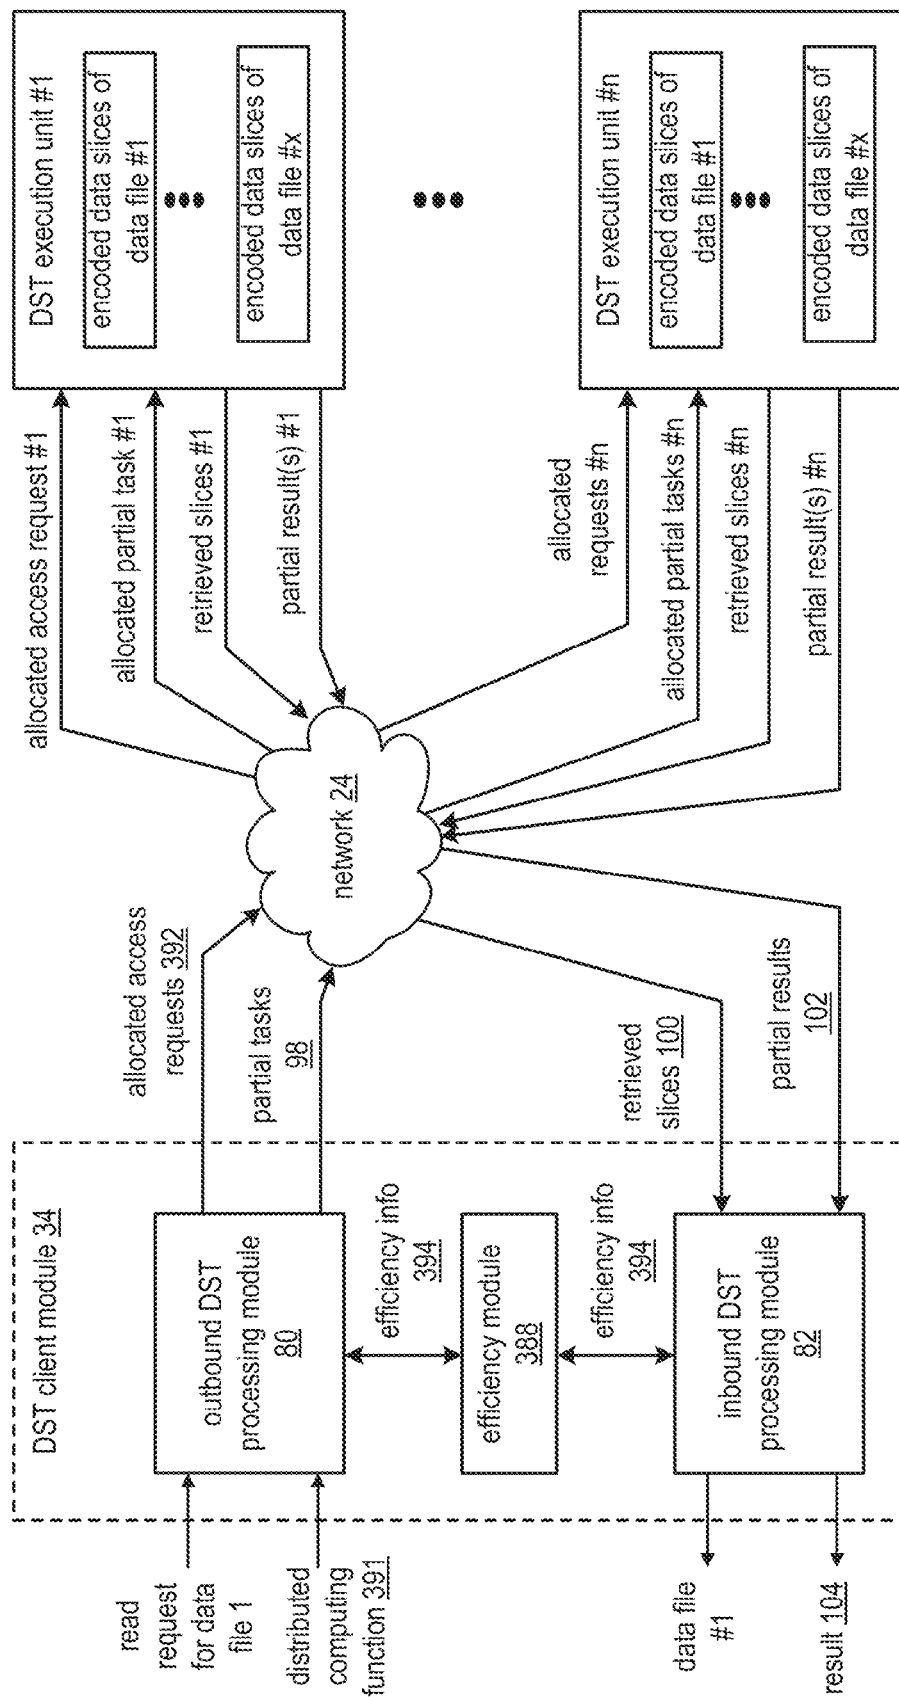 read
request
for data
file 1
distributed
computing
function 391
data file
#1
result 104
DST client module 34
outbound DST
processing module
80
efficiency info
394
efficiency module
388
efficiency info
394
inbound DST
processing module
82
allocated access
requests 392
partial tasks
98
retrieved
slices 100
partial results
102
network 24
allocated access request #1
allocated partial task #1
retrieved slices #1
partial result(s) #1
allocated
requests #n
allocated partial tasks #n
retrieved slices #n
partial result(s) #n
DST execution unit #1
encoded data slices of
data file #1
encoded data slices of
data file #x
DST execution unit #n
encoded data slices of
data file #1
encoded data slices of
data file #x